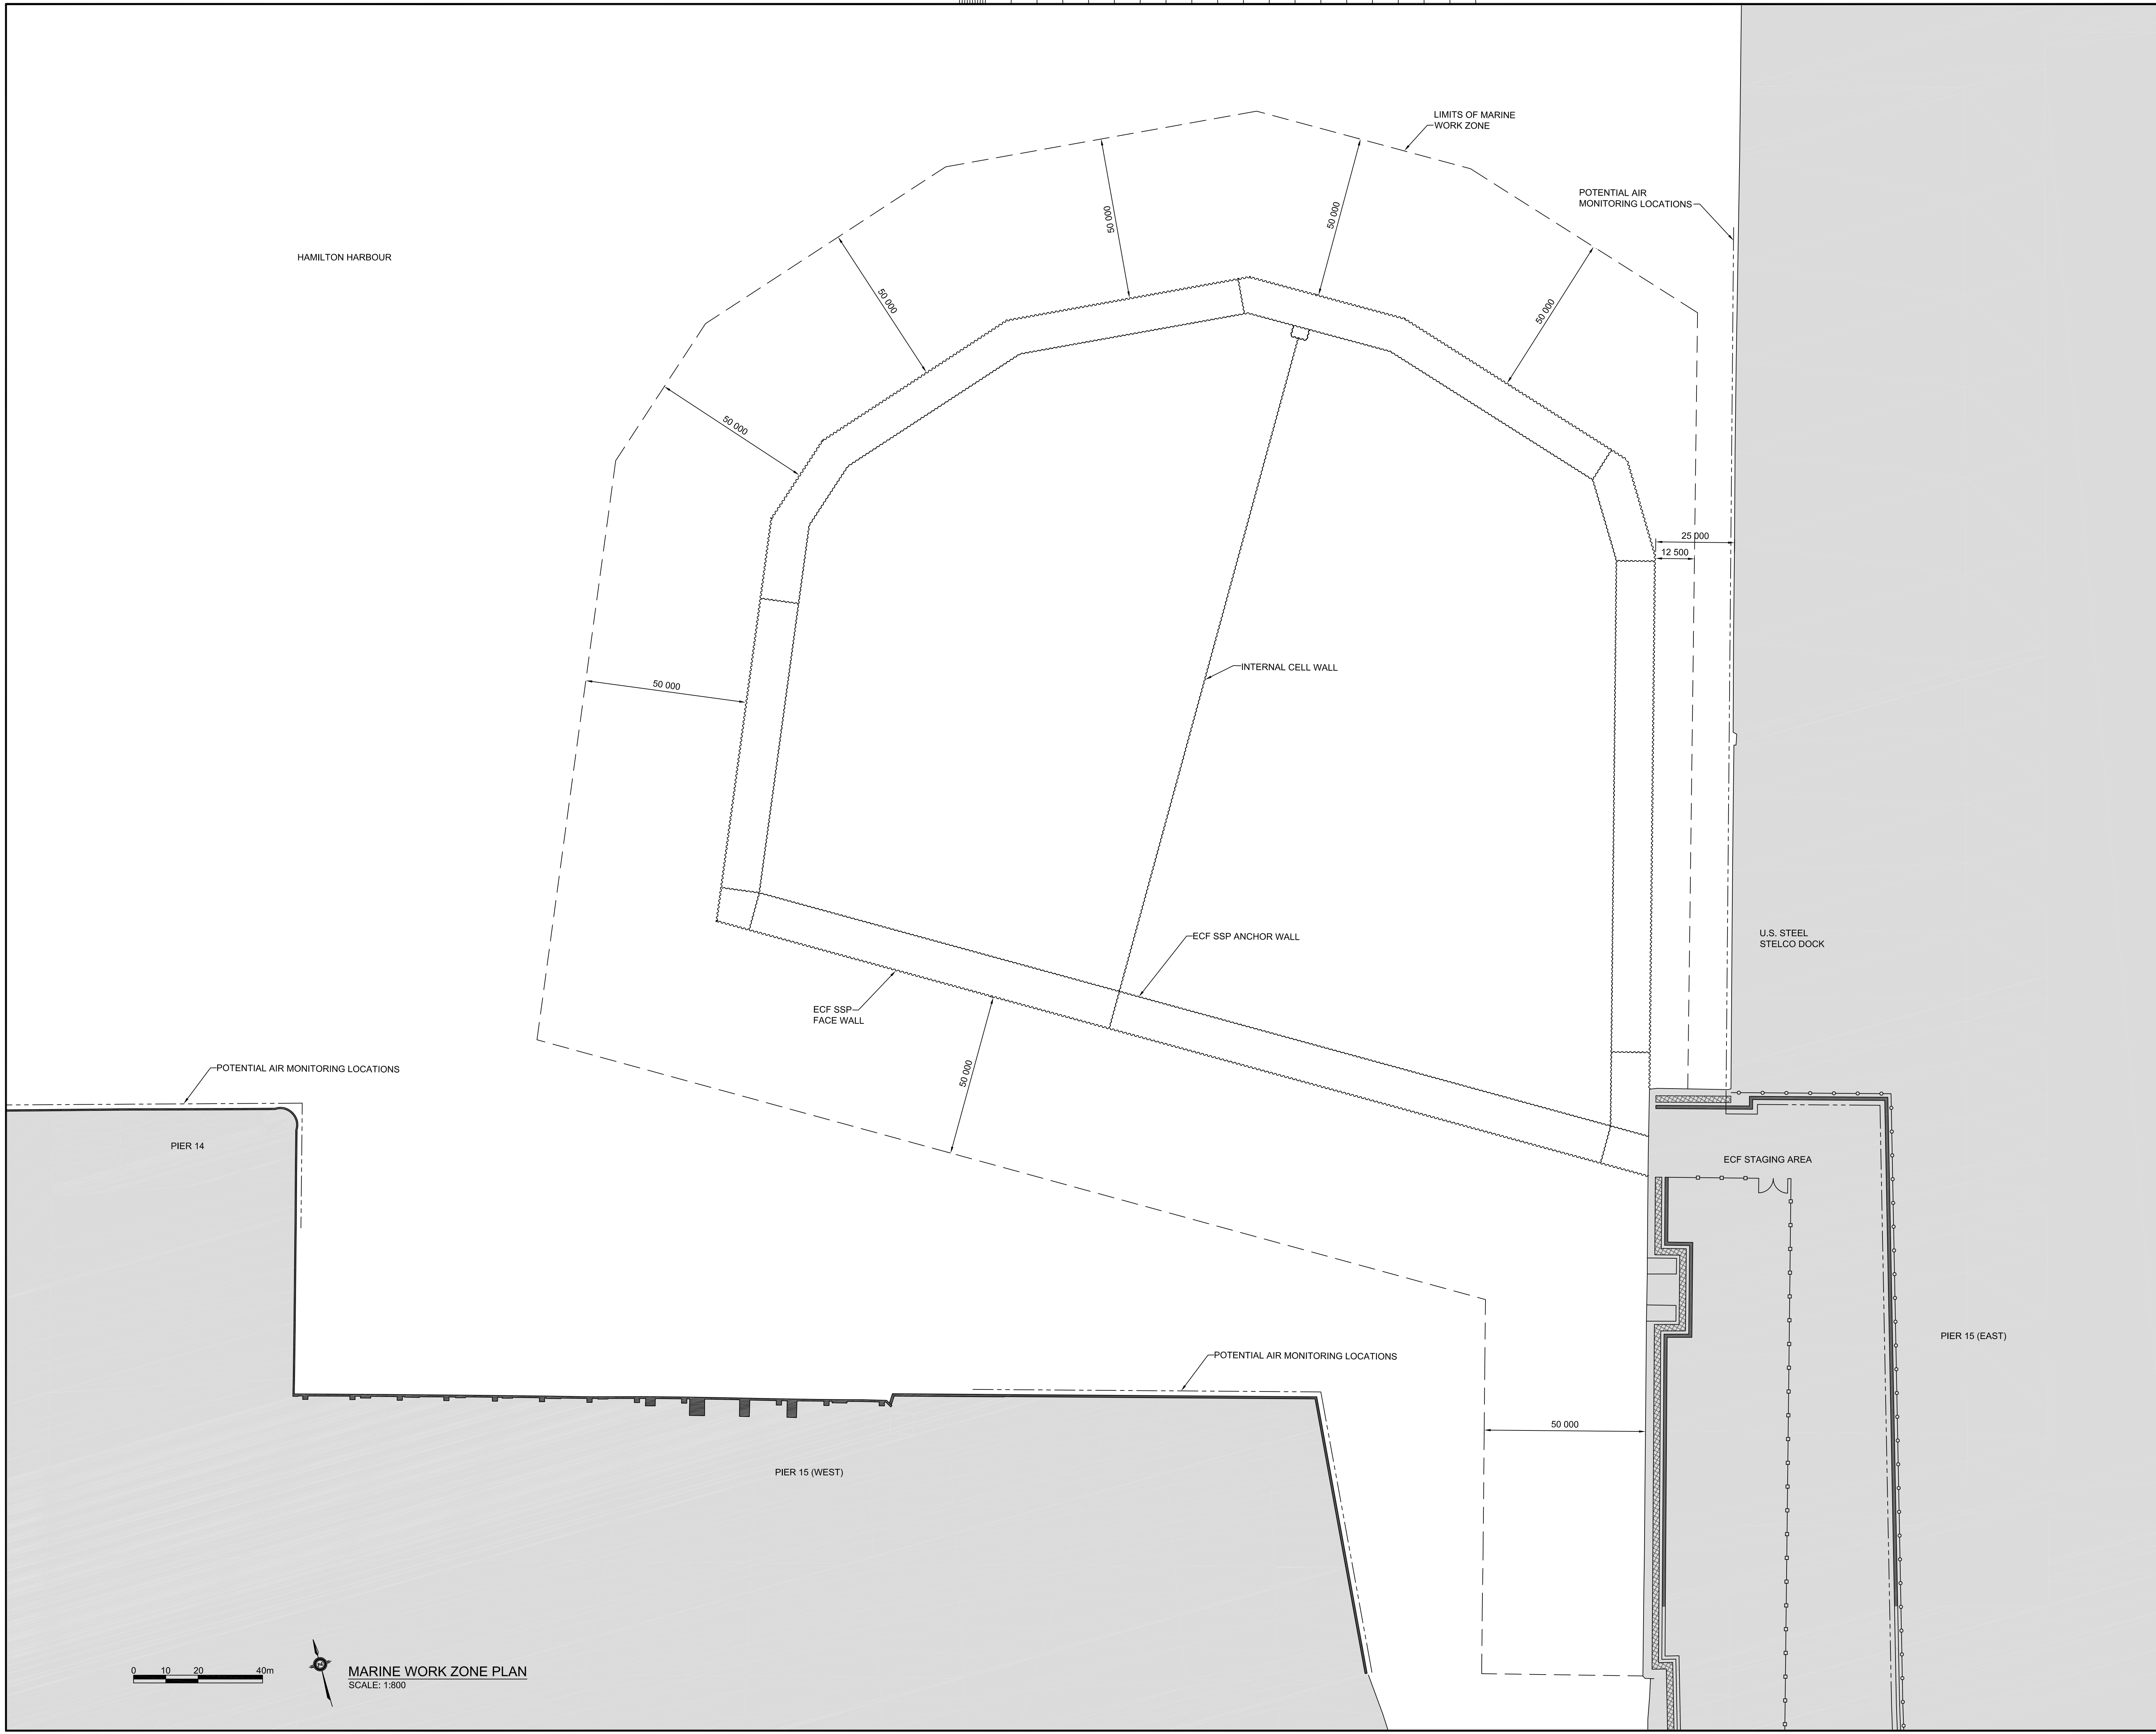 LIMITS OF MARINE
WORK ZONE
POTENTIAL AIR
MONITORING LOCATIONS
HAMILTON HARBOUR
50 000
50 000
50 000
50 000
50 000
25 000
12 500
INTERNAL CELL WALL
50 000
ECF SSP ANCHOR WALL
U.S. STEEL
STELCO DOCK
ECF SSP
FACE WALL
50 000
POTENTIAL AIR MONITORING LOCATIONS
PIER 14
ECF STAGING AREA
PIER 15 (EAST)
POTENTIAL AIR MONITORING LOCATIONS
50 000
PIER 15 (WEST)
0 10 20 40m
MARINE WORK ZONE PLAN
SCALE: 1:800